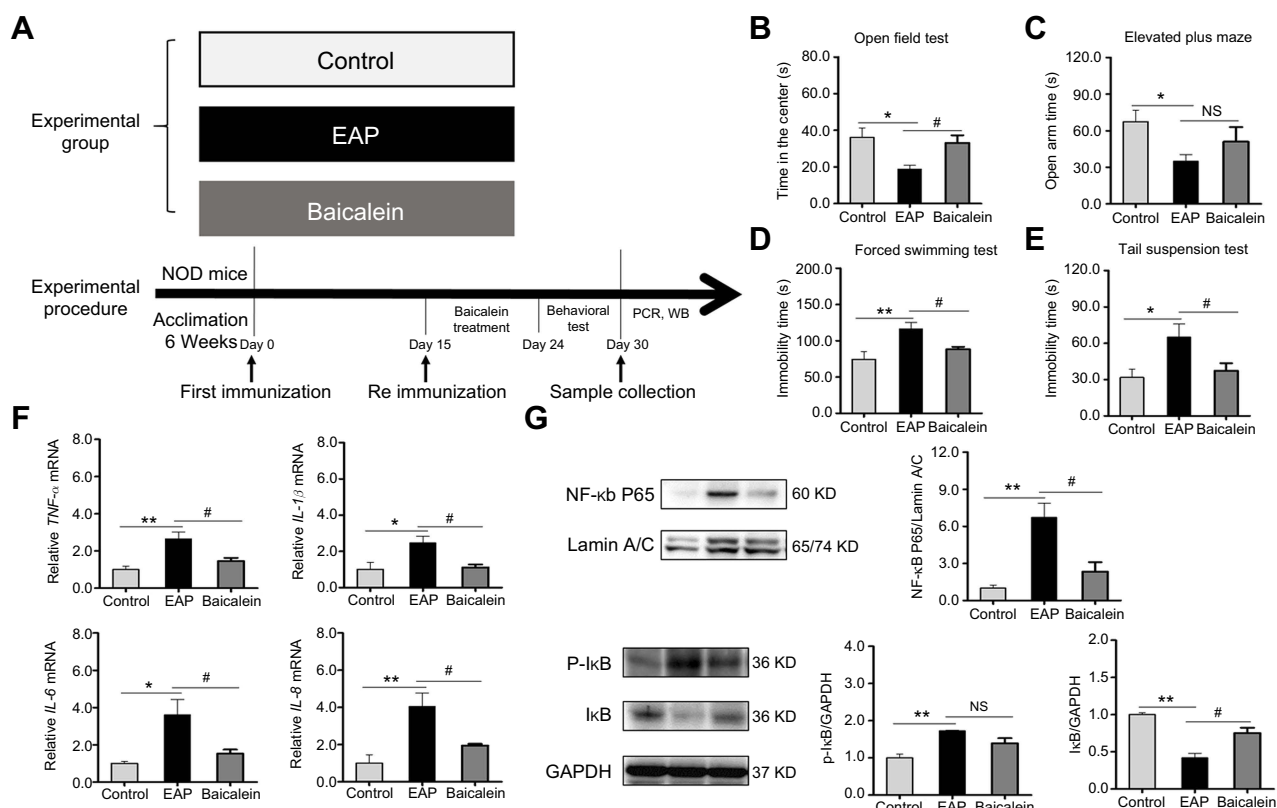 A
Experimental
group
Control
EAP
Baicalein
Experimental
procedure
NOD mice
Acclimation
6 Weeks
Day 0
Day 15
Baicalein
treatment
Day 24
Behavioral
test
Day 30
PCR, WB
First immunization
Re immunization
Sample collection
B
Open field test
Time in the center (s)
80.0
60.0
40.0
20.0
0.0
*
#
Control EAP Baicalein
C
Elevated plus maze
Open arm time (s)
120.0
90.0
60.0
30.0
0.0
*
NS
Control EAP Baicalein
D
Forced swimming test
Immobility time (s)
200.0
150.0
100.0
50.0
0.0
**
#
Control EAP Baicalein
E
Tail suspension test
Immobility time (s)
120.0
90.0
60.0
30.0
0.0
*
#
Control EAP Baicalein
F
Relative TNF-α mRNA
8.0
6.0
4.0
2.0
0.0
**
#
Control EAP Baicalein
Relative IL-1β mRNA
8.0
6.0
4.0
2.0
0.0
*
#
Control EAP Baicalein
Relative IL-6 mRNA
8.0
6.0
4.0
2.0
0.0
*
#
Control EAP Baicalein
Relative IL-8 mRNA
8.0
6.0
4.0
2.0
0.0
**
#
Control EAP Baicalein
G
NF-κb P65
60 KD
Lamin A/C
65/74 KD
NF-κB P65/Lamin A/C
12.0
9.0
6.0
3.0
0.0
**
#
Control EAP Baicalein
P-IκB
36 KD
IκB
36 KD
GAPDH
37 KD
p-IκB/GAPDH
4.0
3.0
2.0
1.0
0.0
**
NS
Control EAP Baicalein
IκB/GAPDH
2.0
1.5
1.0
0.5
0.0
**
#
Control EAP Baicalein